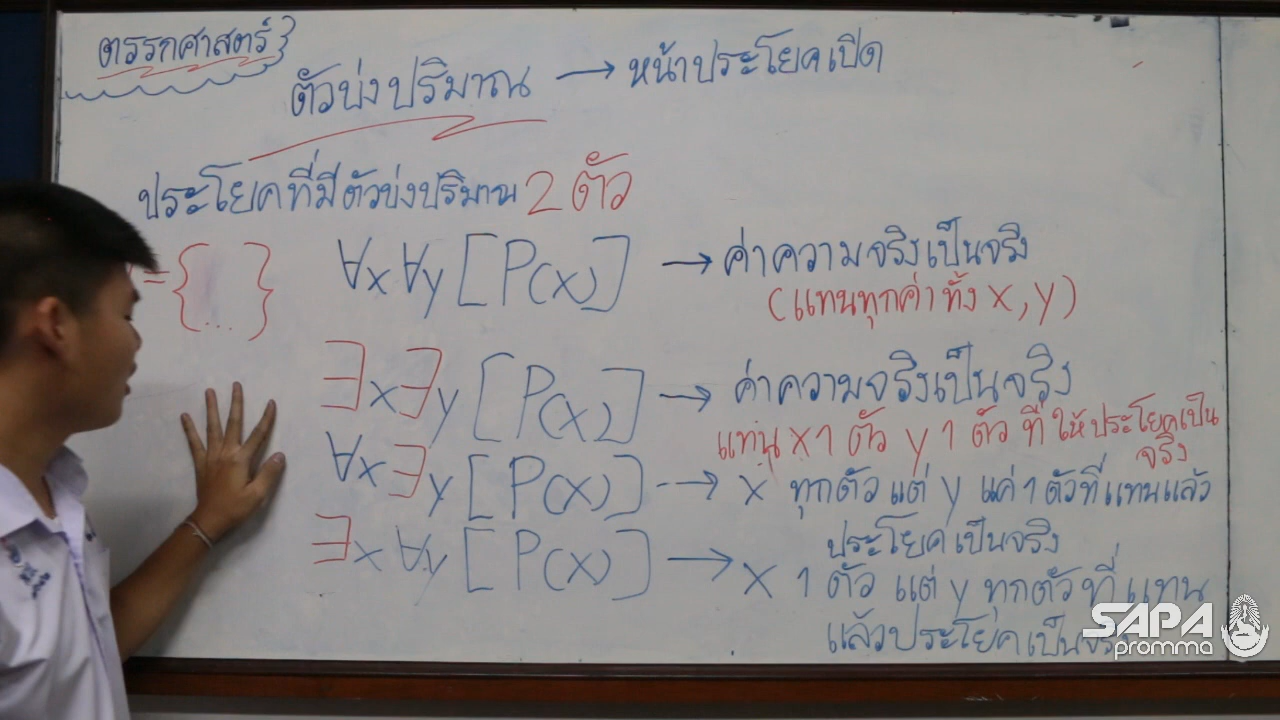 ตรรกศาสตร์
ตัวบ่งปริมาณ → หน้าประโยคเปิด
ประโยคที่มีตัวบ่งปริมาณ 2 ตัว
= { ... }
∀x ∀y [P(x)] → ค่าความจริงเป็นจริง
(แทนทุกค่าทั้ง x, y)
∃x ∃y [P(x)] → ค่าความจริงเป็นจริง
แทน x 1 ตัว y 1 ตัว ที่ให้ประโยคเป็น
จริง
∀x ∃y [P(x)] → x ทุกตัว แต่ y แค่ 1 ตัวที่แทนแล้ว
ประโยคเป็นจริง
∃x ∀y [P(x)] → x 1 ตัว แต่ y ทุกตัวที่แทน
แล้วประโยคเป็นจริง
SAPA
promma